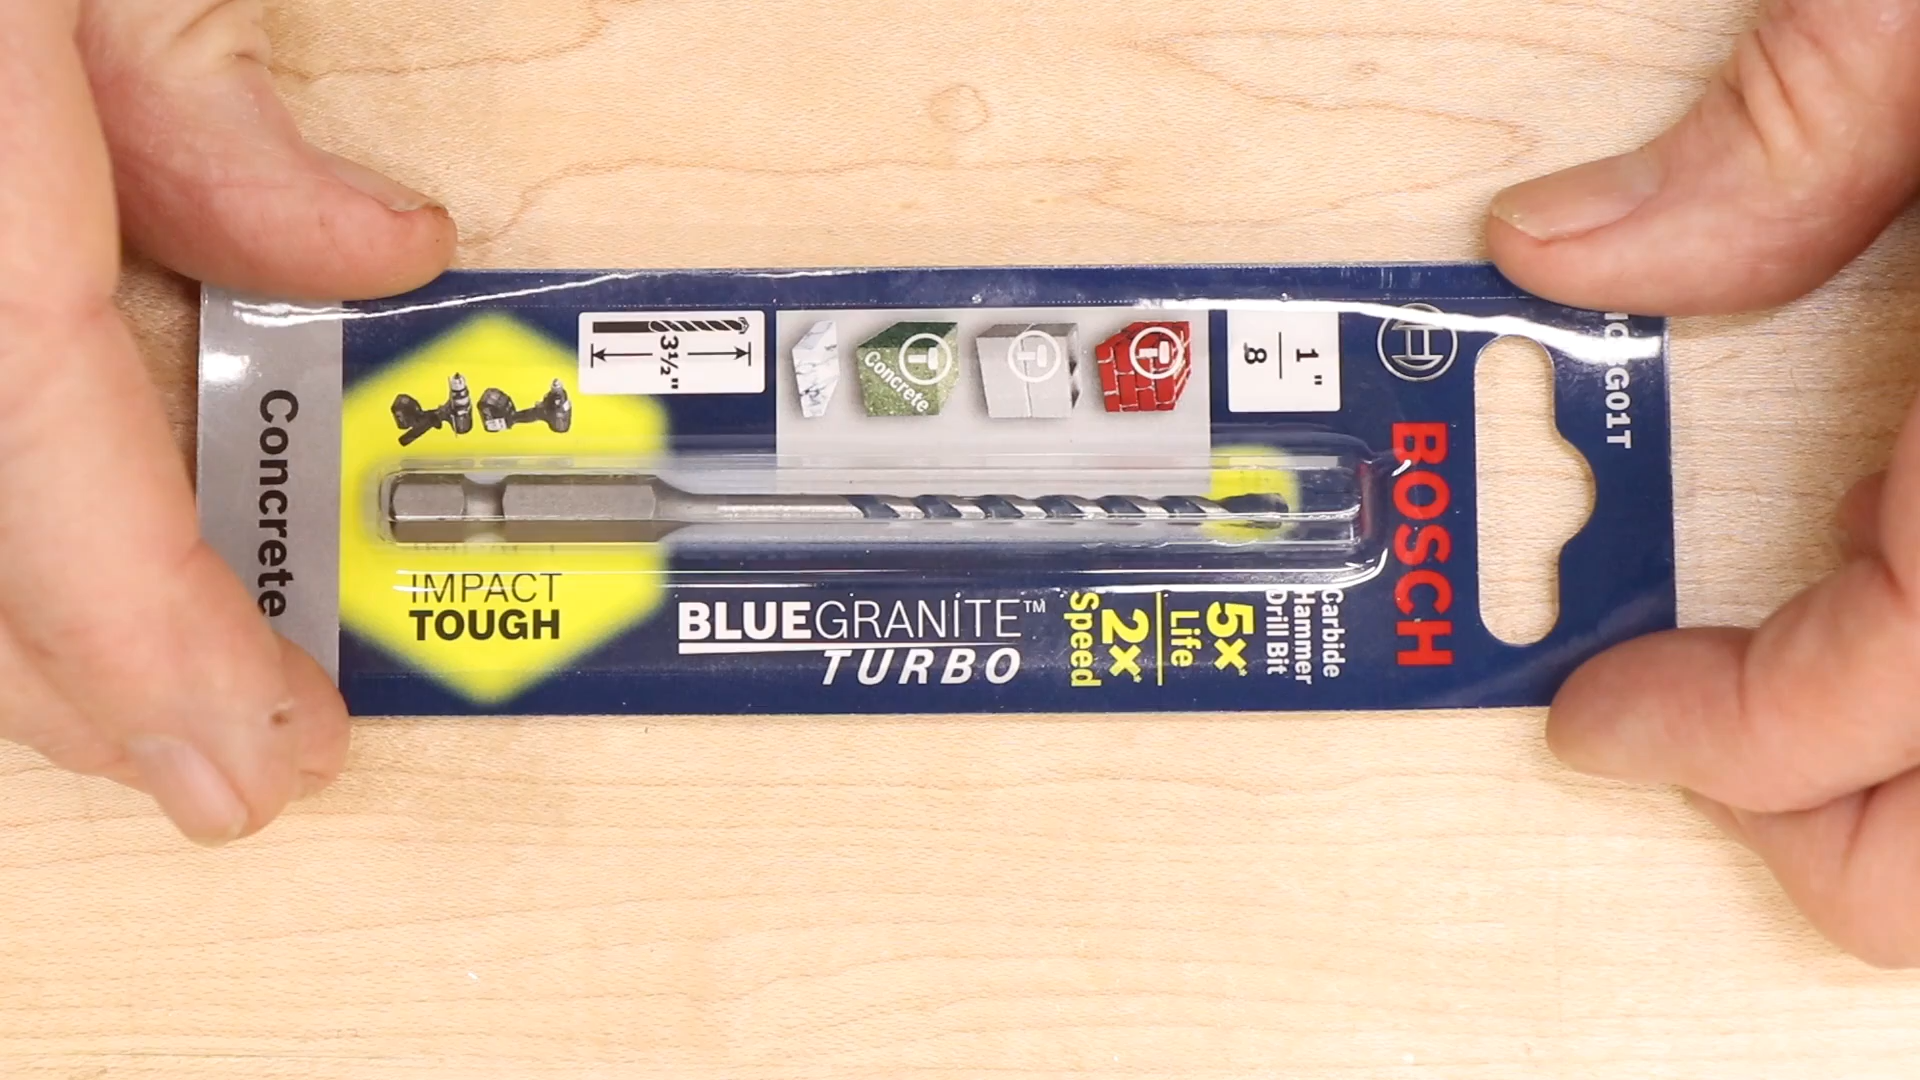 BOSCH
1"
8
Carbide
Hammer
Drill Bit
5x*
Life
2x*
Speed
Concrete
3½"
BLUEGRANITE™
TURBO
IMPACT
TOUGH
Concrete